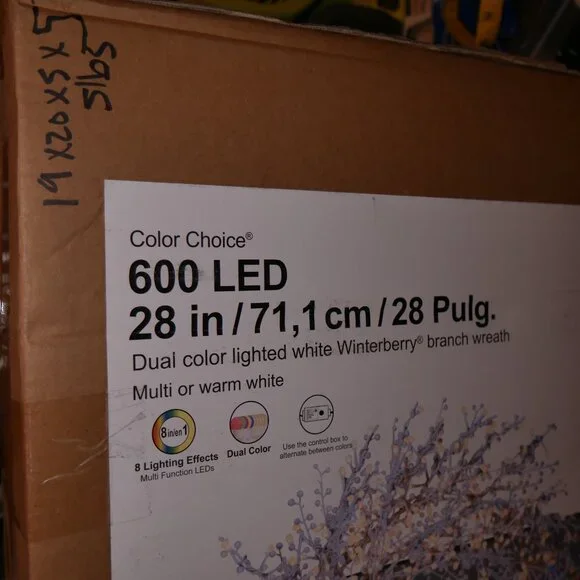 19 x 20 x 5 x 5
5lbs
Color Choice®
600 LED
28 in / 71,1 cm / 28 Pulg.
Dual color lighted white Winterberry® branch wreath
Multi or warm white
8 in/en 1
8 Lighting Effects
Multi Function LEDs
Dual Color
Use the control box to
alternate between colors